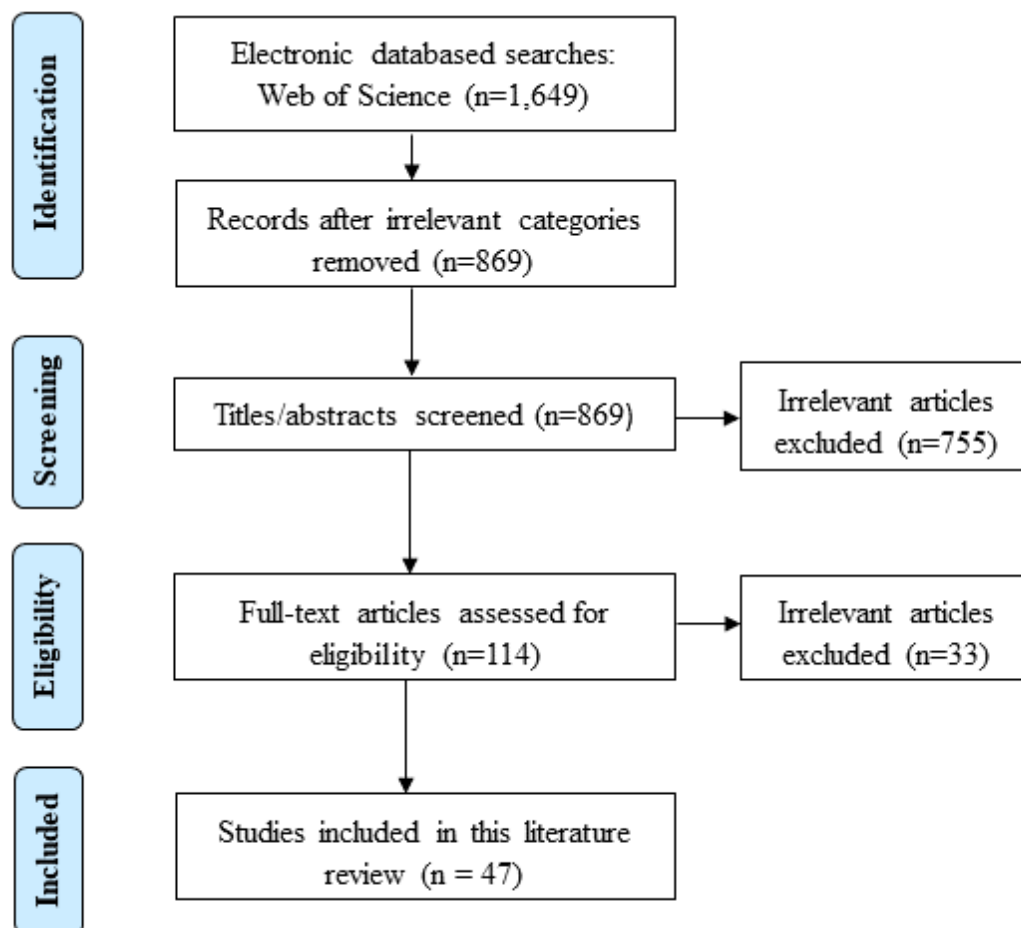 Identification
Electronic databased searches:
Web of Science (n=1,649)
Records after irrelevant categories
removed (n=869)
Screening
Titles/abstracts screened (n=869)
Irrelevant articles
excluded (n=755)
Eligibility
Full-text articles assessed for
eligibility (n=114)
Irrelevant articles
excluded (n=33)
Included
Studies included in this literature
review (n = 47)